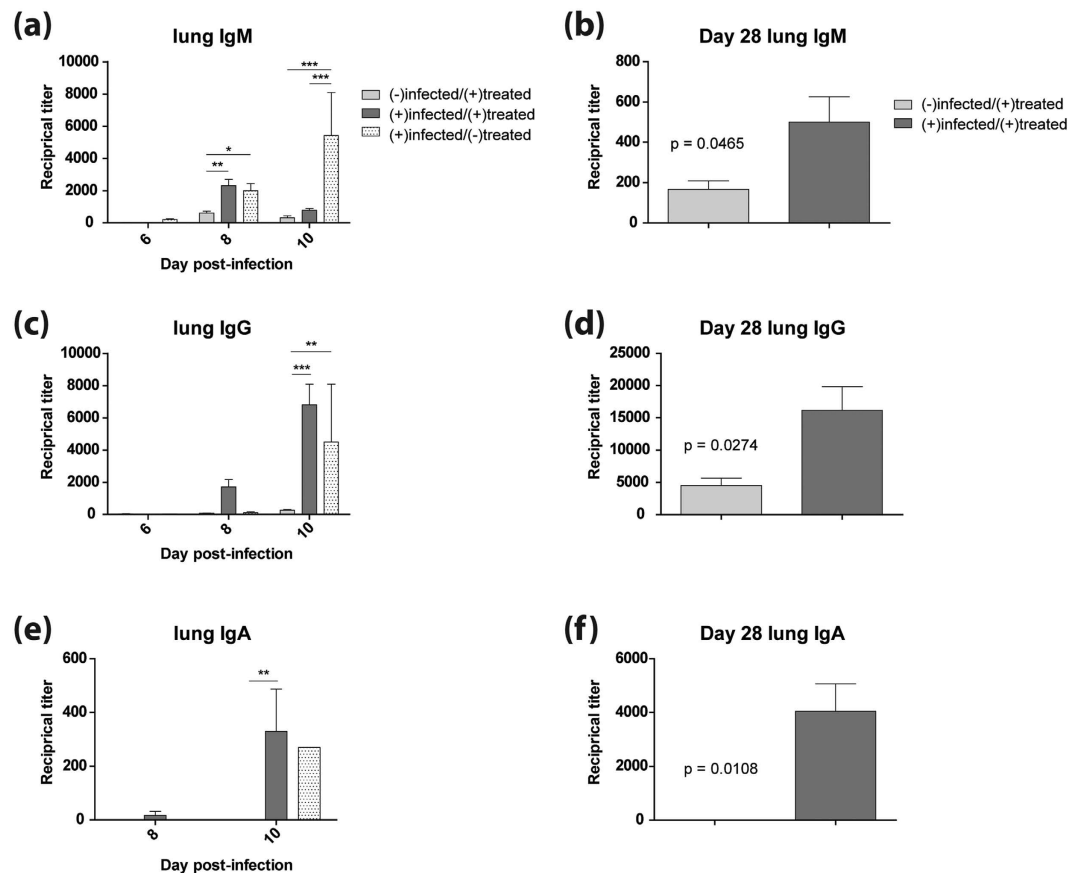 (a)
lung IgM
Reciprical titer
10000
8000
6000
4000
2000
0
***
***
*
**
6
8
10
Day post-infection
(-)infected/(+)treated
(+)infected/(+)treated
(+)infected/(-)treated
(b)
Day 28 lung IgM
Reciprical titer
800
600
400
200
0
p = 0.0465
(-)infected/(+)treated
(+)infected/(+)treated
(c)
lung IgG
Reciprical titer
10000
8000
6000
4000
2000
0
**
***
6
8
10
Day post-infection
(d)
Day 28 lung IgG
Reciprical titer
25000
20000
15000
10000
5000
0
p = 0.0274
(e)
lung IgA
Reciprical titer
600
400
200
0
**
8
10
Day post-infection
(f)
Day 28 lung IgA
Reciprical titer
6000
4000
2000
0
p = 0.0108